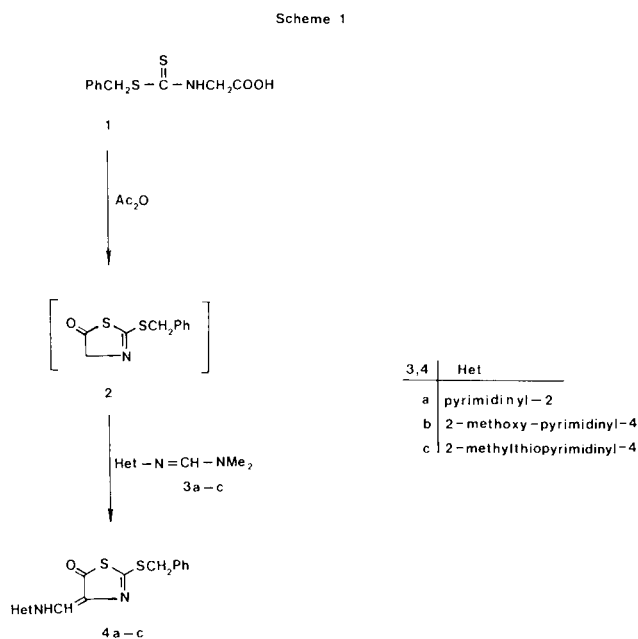 Scheme 1
S
PhCH₂S – C – NHCH₂COOH
1
Ac₂O
O S SCH₂Ph
N
2
3,4 Het
a pyrimidinyl-2
b 2-methoxy-pyrimidinyl-4
c 2-methylthiopyrimidinyl-4
Het – N = CH – NMe₂
3a-c
O S SCH₂Ph
HetNHCH N
4a-c